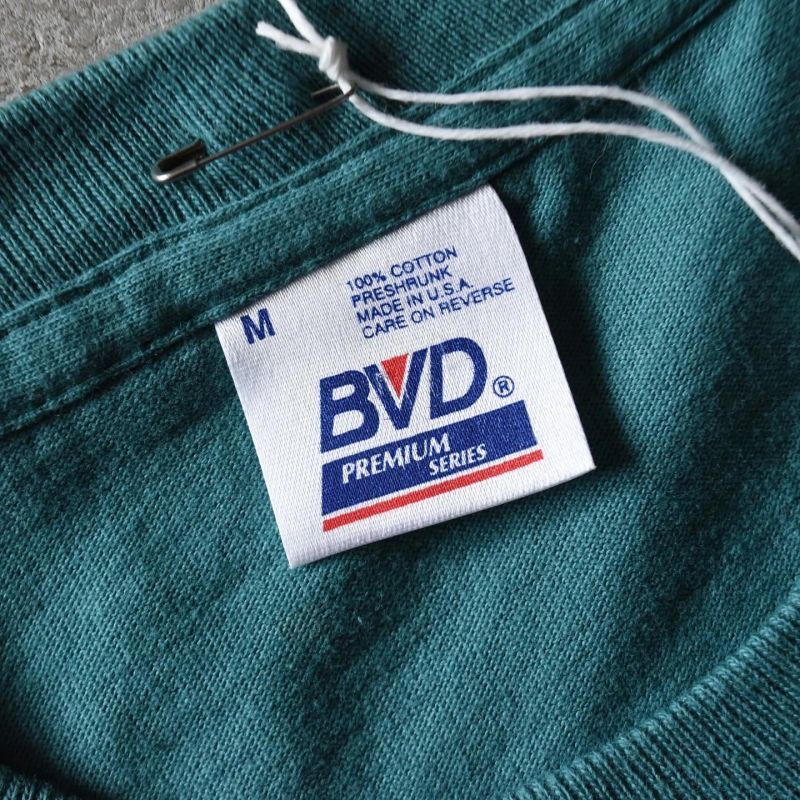 M
100% COTTON
PRESHRUNK
MADE IN U.S.A.
CARE ON REVERSE
BVD®
PREMIUM
SERIES